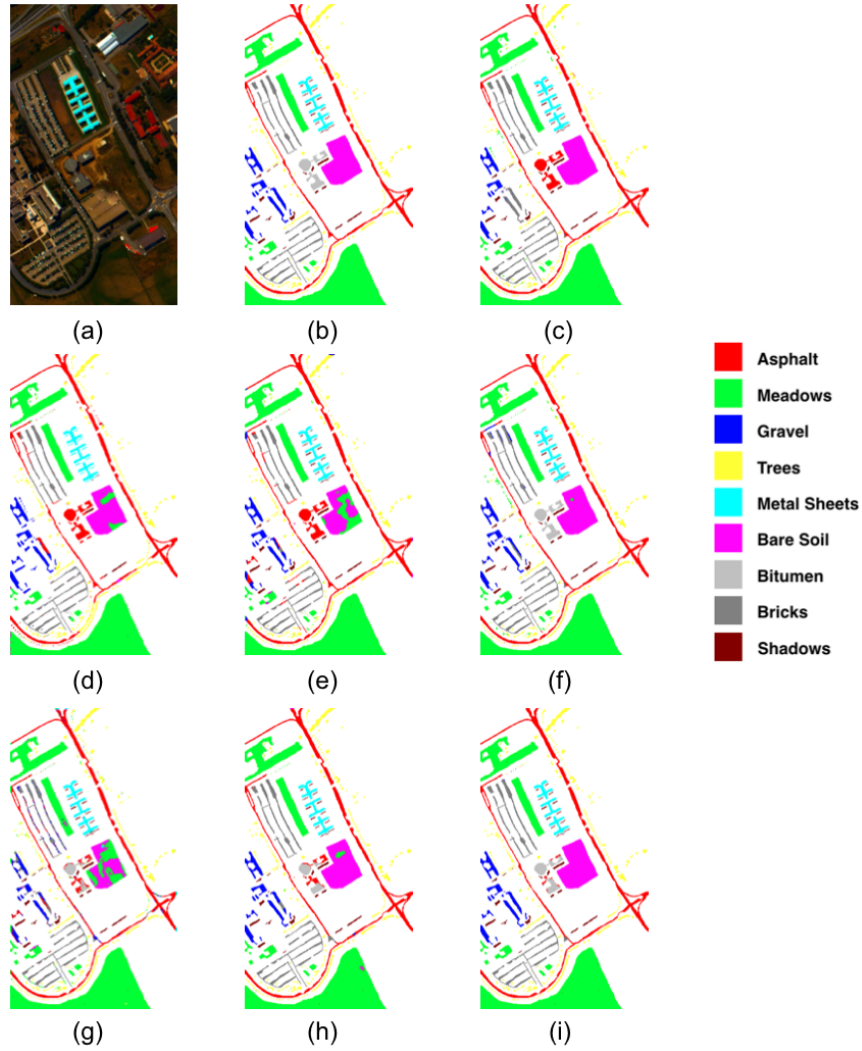 (a)
(b)
(c)
Asphalt
Meadows
Gravel
Trees
Metal Sheets
Bare Soil
Bitumen
Bricks
Shadows
(d)
(e)
(f)
(g)
(h)
(i)